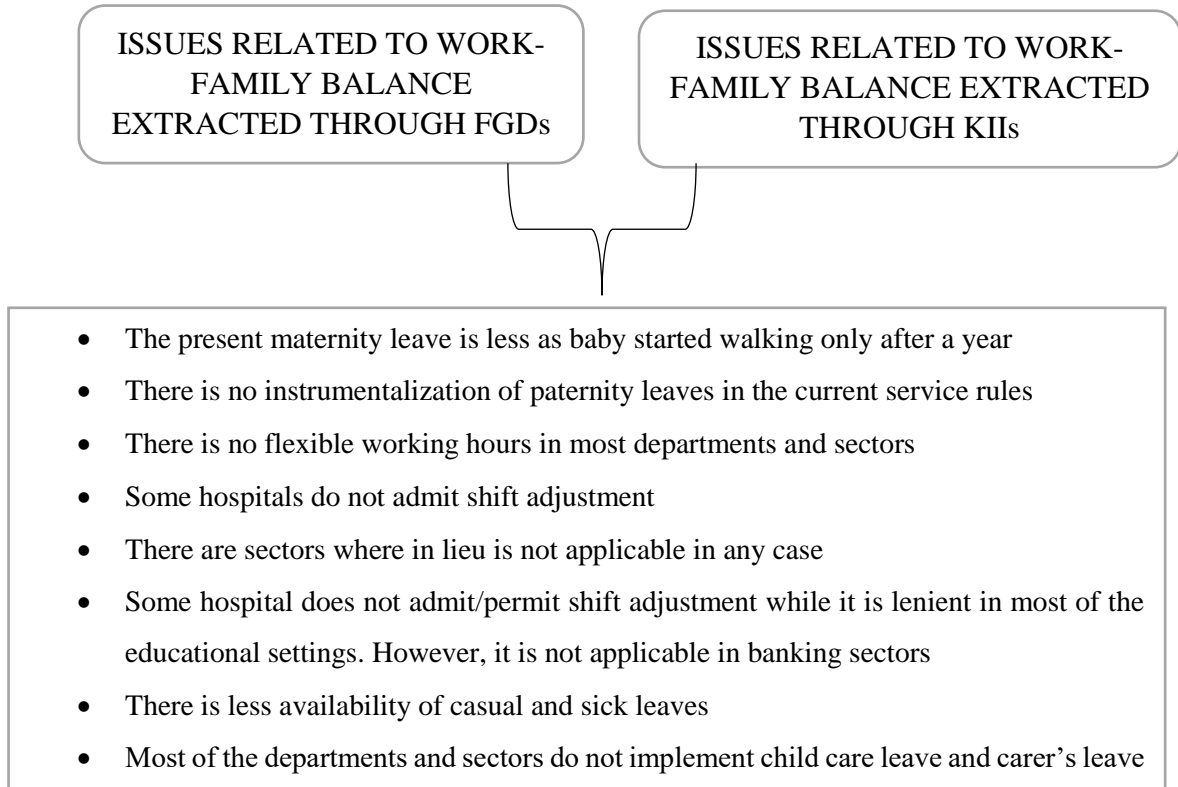 ISSUES RELATED TO WORK-
FAMILY BALANCE
EXTRACTED THROUGH FGDs
ISSUES RELATED TO WORK-
FAMILY BALANCE EXTRACTED
THROUGH KIIs
• The present maternity leave is less as baby started walking only after a year
• There is no instrumentalization of paternity leaves in the current service rules
• There is no flexible working hours in most departments and sectors
• Some hospitals do not admit shift adjustment
• There are sectors where in lieu is not applicable in any case
• Some hospital does not admit/permit shift adjustment while it is lenient in most of the
educational settings. However, it is not applicable in banking sectors
• There is less availability of casual and sick leaves
• Most of the departments and sectors do not implement child care leave and carer’s leave